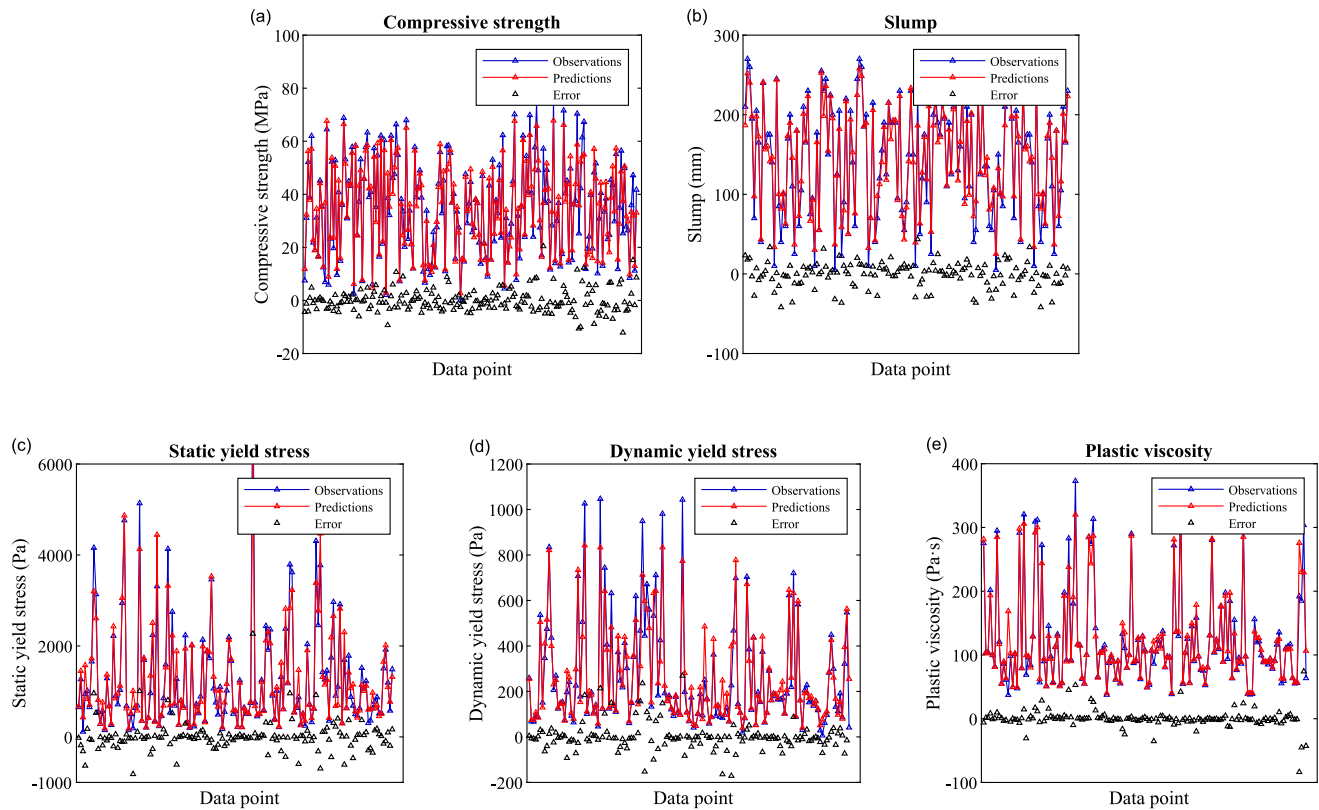 (a)
Compressive strength
100
80
60
40
20
0
-20
Compressive strength (MPa)
Observations
Predictions
Error
Data point
(b)
Slump
300
200
100
0
-100
Slump (mm)
Observations
Predictions
Error
Data point
(c)
Static yield stress
6000
4000
2000
0
-1000
Static yield stress (Pa)
Observations
Predictions
Error
Data point
(d)
Dynamic yield stress
1200
1000
800
600
400
200
0
-200
Dynamic yield stress (Pa)
Observations
Predictions
Error
Data point
(e)
Plastic viscosity
400
300
200
100
0
-100
Plastic viscosity (Pa·s)
Observations
Predictions
Error
Data point